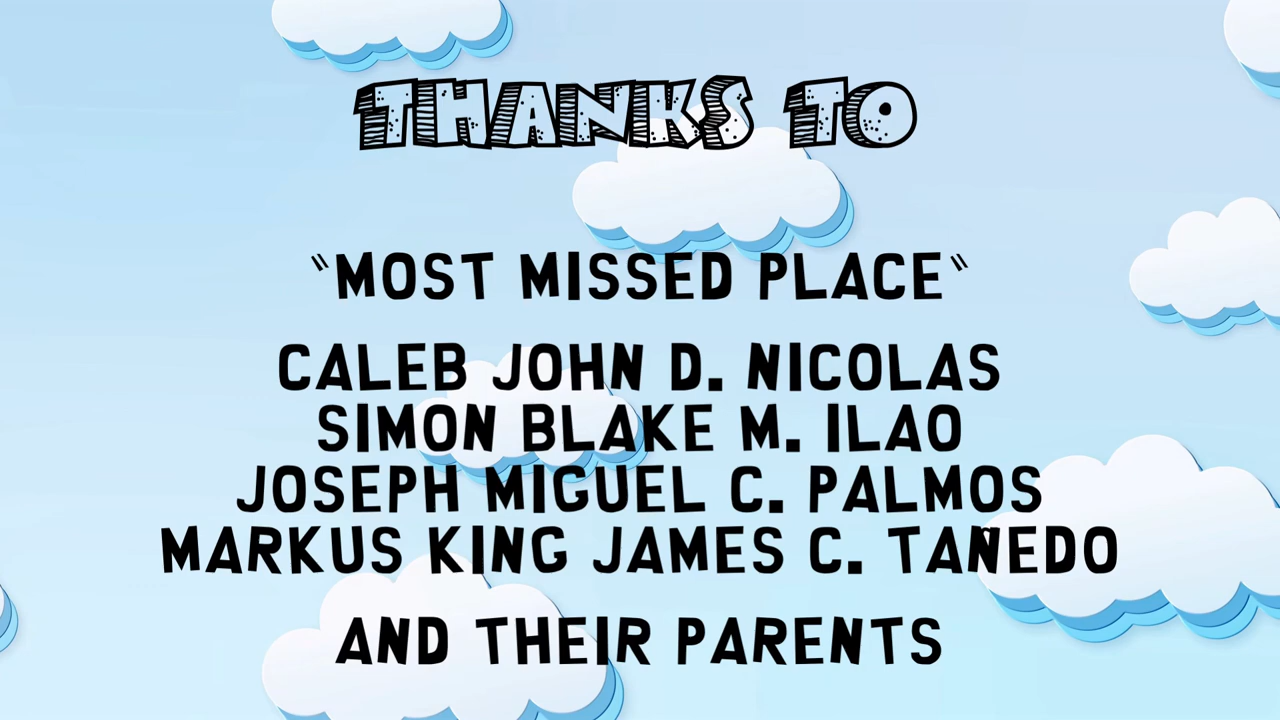 THANKS TO
"MOST MISSED PLACE"
CALEB JOHN D. NICOLAS
SIMON BLAKE M. ILAO
JOSEPH MIGUEL C. PALMOS
MARKUS KING JAMES C. TANEDO
AND THEIR PARENTS